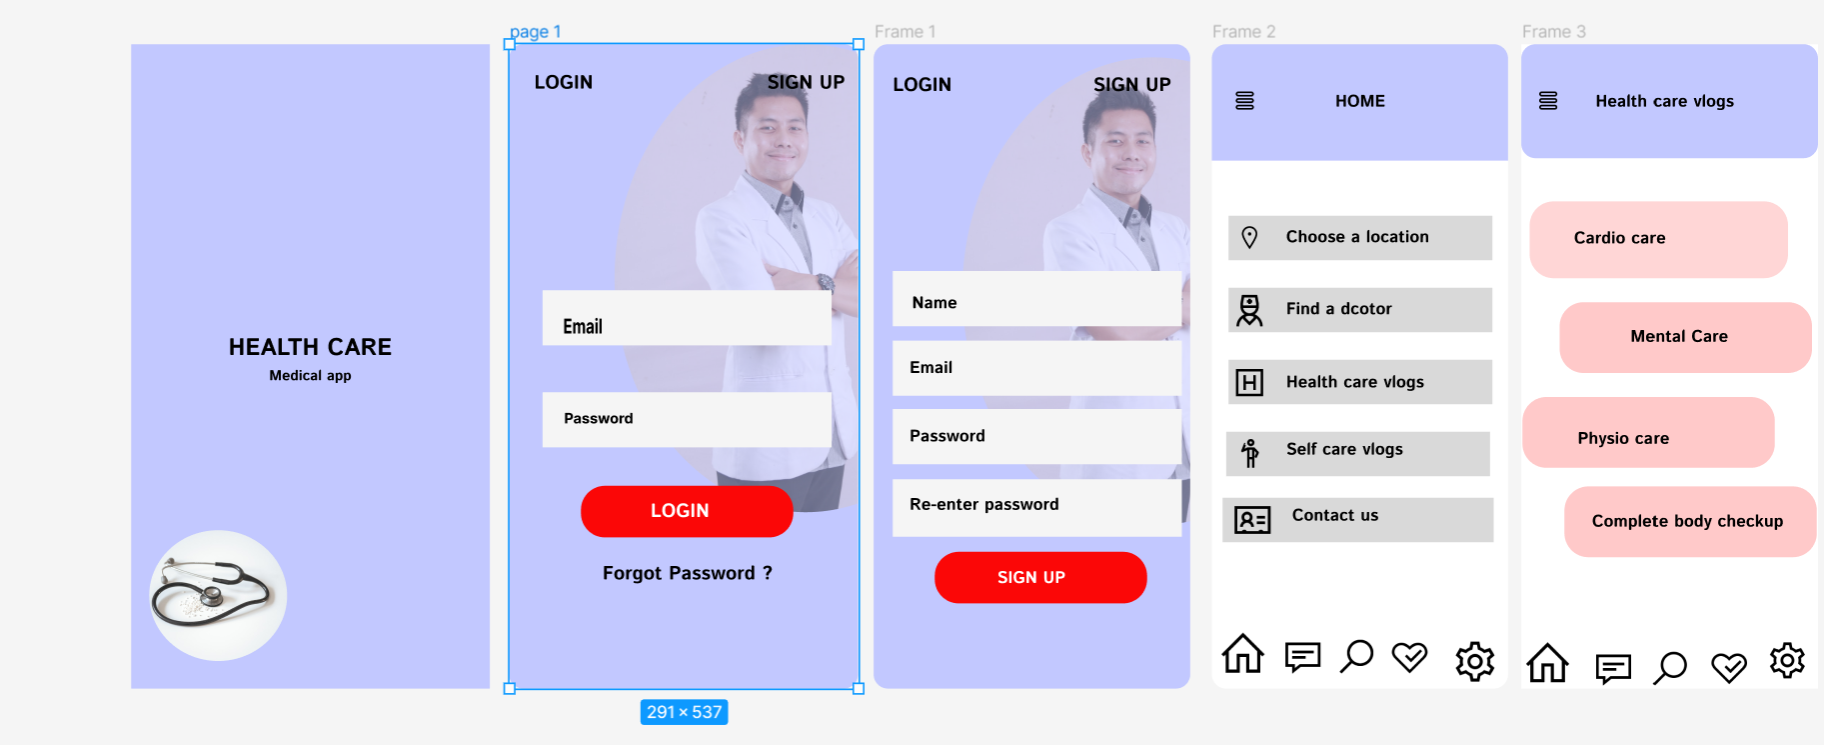 page 1
Frame 1
Frame 2
Frame 3
HEALTH CARE
Medical app
LOGIN
SIGN UP
Email
Password
LOGIN
Forgot Password ?
291 × 537
LOGIN
SIGN UP
Name
Email
Password
Re-enter password
SIGN UP
HOME
Choose a location
Find a dcotor
H
Health care vlogs
Self care vlogs
Contact us
Health care vlogs
Cardio care
Mental Care
Physio care
Complete body checkup